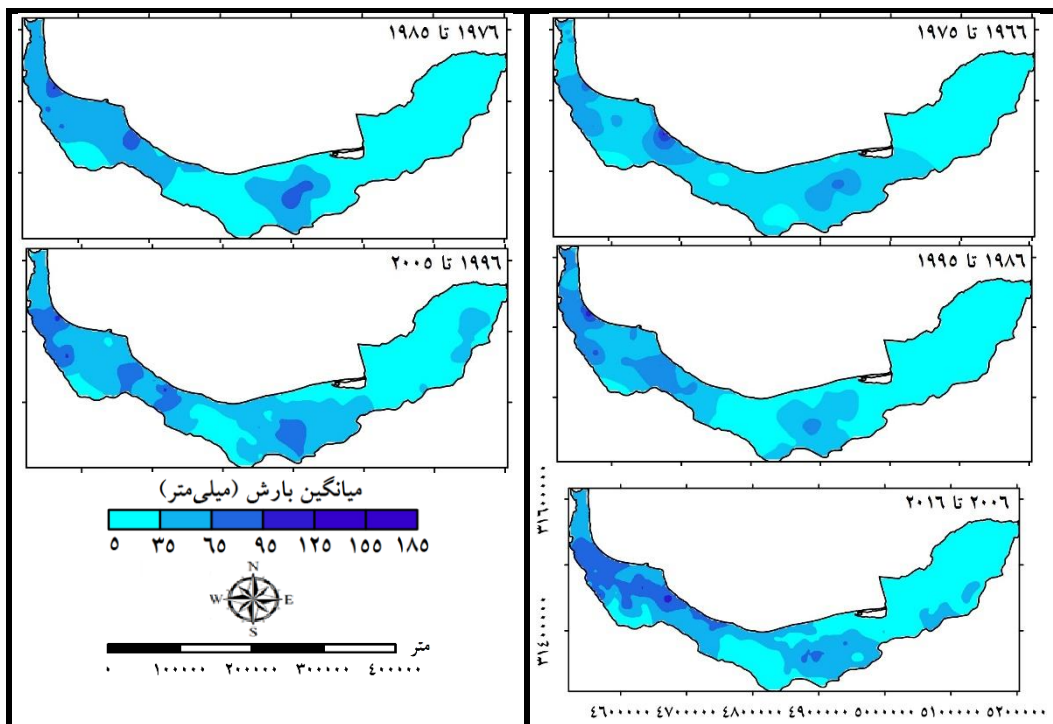 ۱۹۶۶ تا ۱۹۷۵
۱۹۷۶ تا ۱۹۸۵
۱۹۸۶ تا ۱۹۹۵
۱۹۹۶ تا ۲۰۰۵
۲۰۰۶ تا ۲۰۱۶
۳۱۶۰۰۰۰۰
۳۱۴۰۰۰۰۰
۴۶۰۰۰۰۰ ۴۷۰۰۰۰۰ ۴۸۰۰۰۰۰ ۴۹۰۰۰۰۰ ۵۰۰۰۰۰۰ ۵۱۰۰۰۰۰ ۵۲۰۰۰۰۰
میانگین بارش (میلی‌متر)
۵ ۳۵ ۶۵ ۹۵ ۱۲۵ ۱۵۵ ۱۸۵
N
W E
S
متر
۰ ۱۰۰۰۰۰ ۲۰۰۰۰۰ ۳۰۰۰۰۰ ۴۰۰۰۰۰